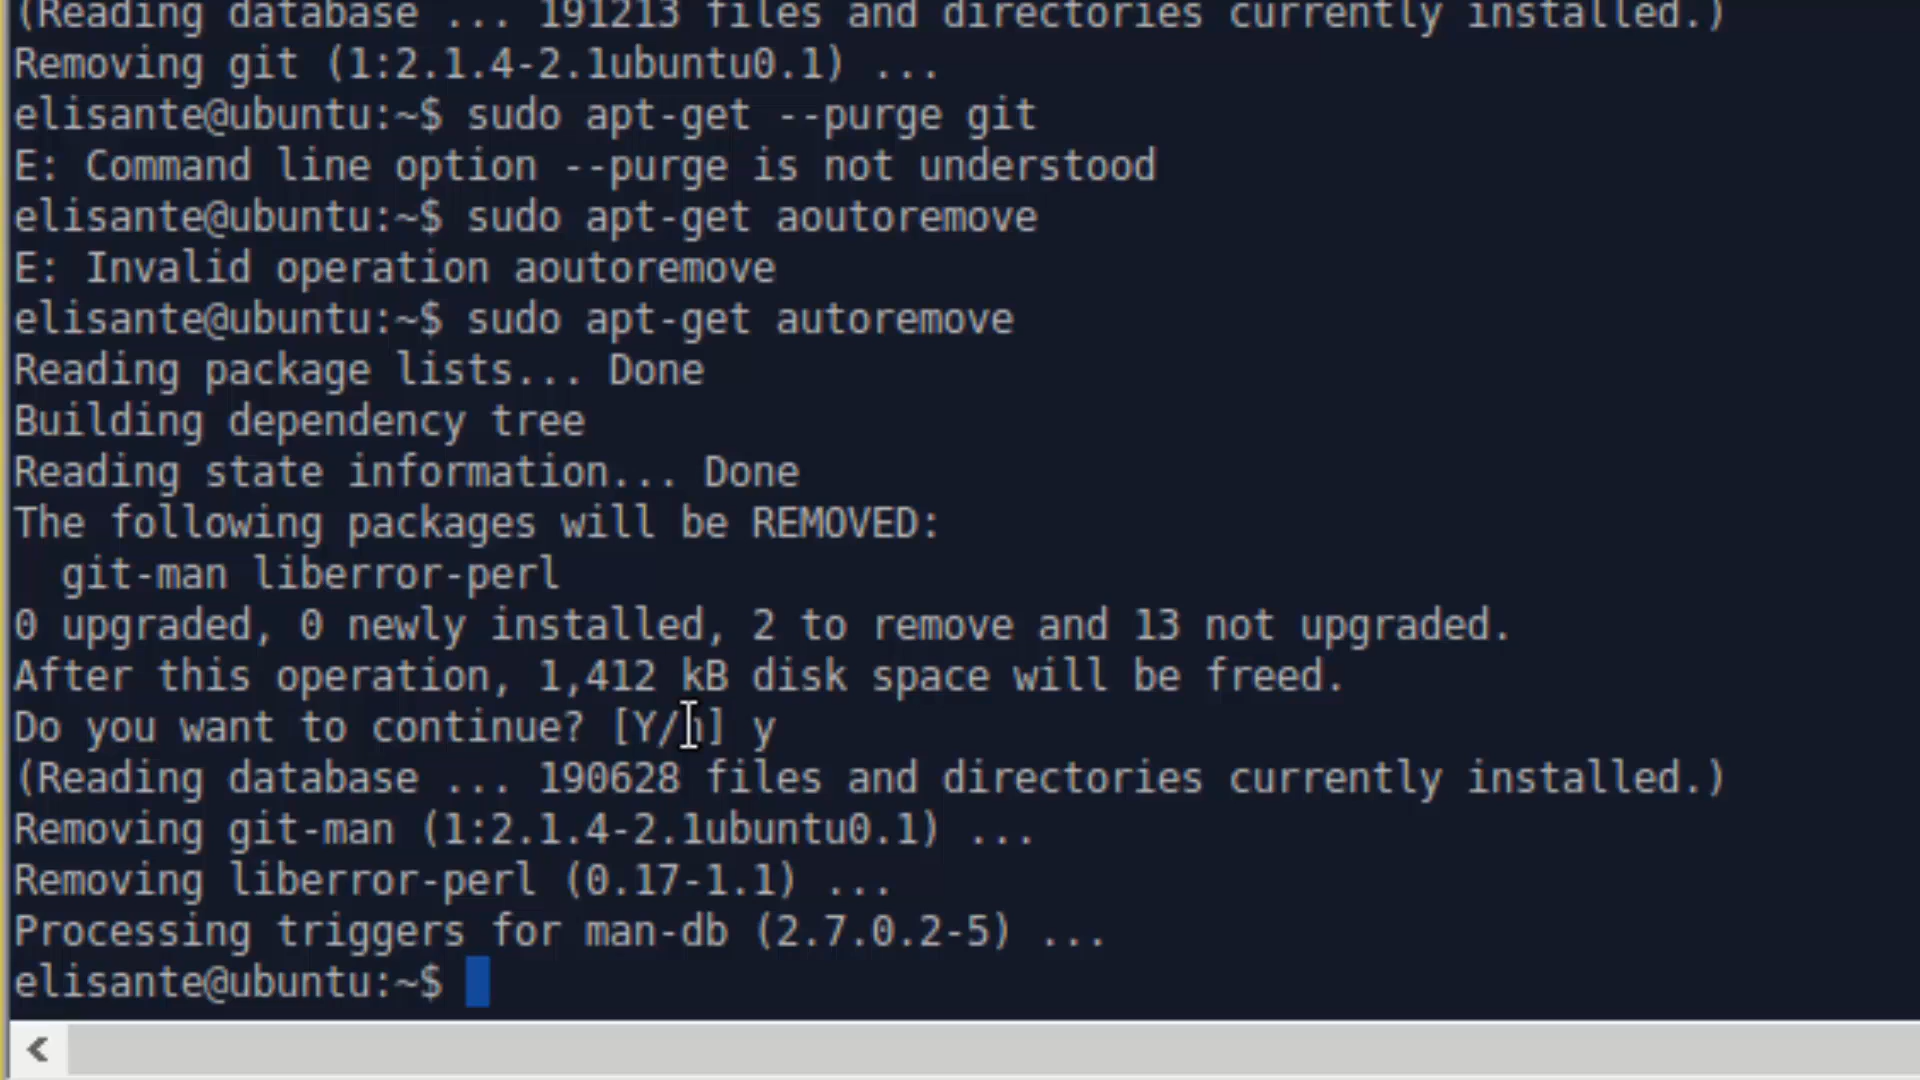 (Reading database ... 191213 files and directories currently installed.)
Removing git (1:2.1.4-2.1ubuntu0.1) ...
elisante@ubuntu:~$ sudo apt-get --purge git
E: Command line option --purge is not understood
elisante@ubuntu:~$ sudo apt-get aoutoremove
E: Invalid operation aoutoremove
elisante@ubuntu:~$ sudo apt-get autoremove
Reading package lists... Done
Building dependency tree
Reading state information... Done
The following packages will be REMOVED:
  git-man liberror-perl
0 upgraded, 0 newly installed, 2 to remove and 13 not upgraded.
After this operation, 1,412 kB disk space will be freed.
Do you want to continue? [Y/n] y
(Reading database ... 190628 files and directories currently installed.)
Removing git-man (1:2.1.4-2.1ubuntu0.1) ...
Removing liberror-perl (0.17-1.1) ...
Processing triggers for man-db (2.7.0.2-5) ...
elisante@ubuntu:~$